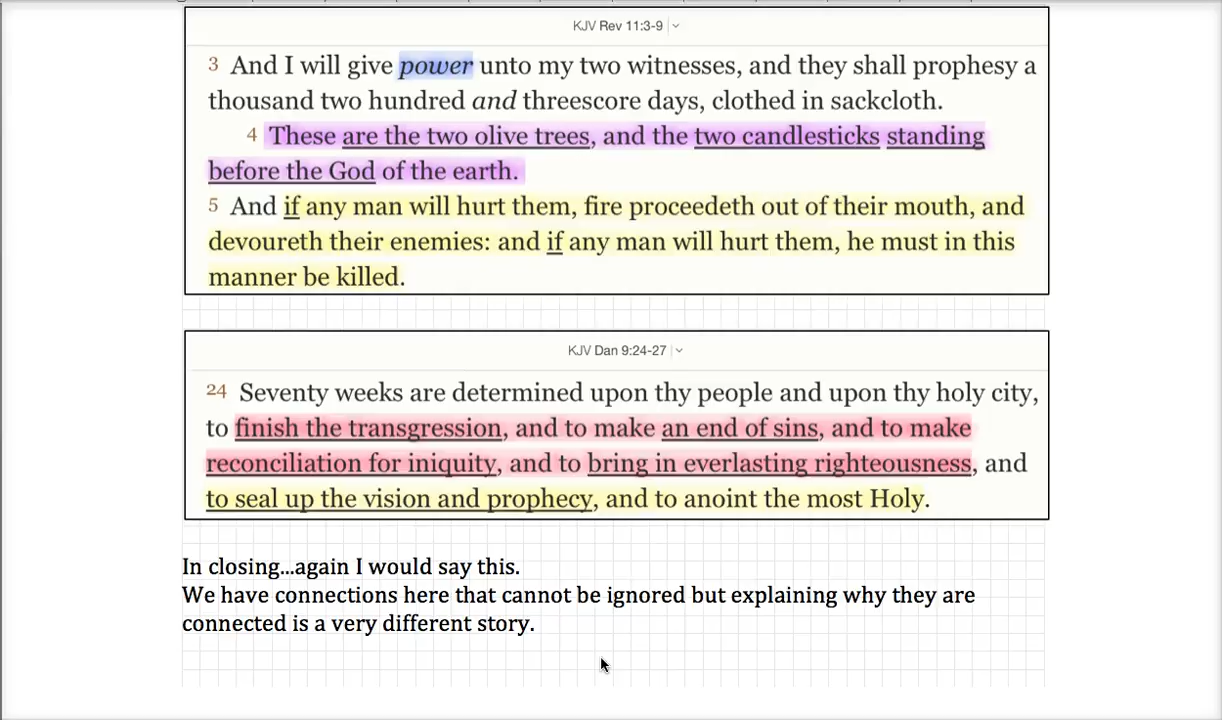 KJV Rev 11:3-9
3 And I will give power unto my two witnesses, and they shall prophesy a
thousand two hundred and threescore days, clothed in sackcloth.
4 These are the two olive trees, and the two candlesticks standing
before the God of the earth.
5 And if any man will hurt them, fire proceedeth out of their mouth, and
devoureth their enemies: and if any man will hurt them, he must in this
manner be killed.
KJV Dan 9:24-27
24 Seventy weeks are determined upon thy people and upon thy holy city,
to finish the transgression, and to make an end of sins, and to make
reconciliation for iniquity, and to bring in everlasting righteousness, and
to seal up the vision and prophecy, and to anoint the most Holy.
In closing...again I would say this.
We have connections here that cannot be ignored but explaining why they are
connected is a very different story.